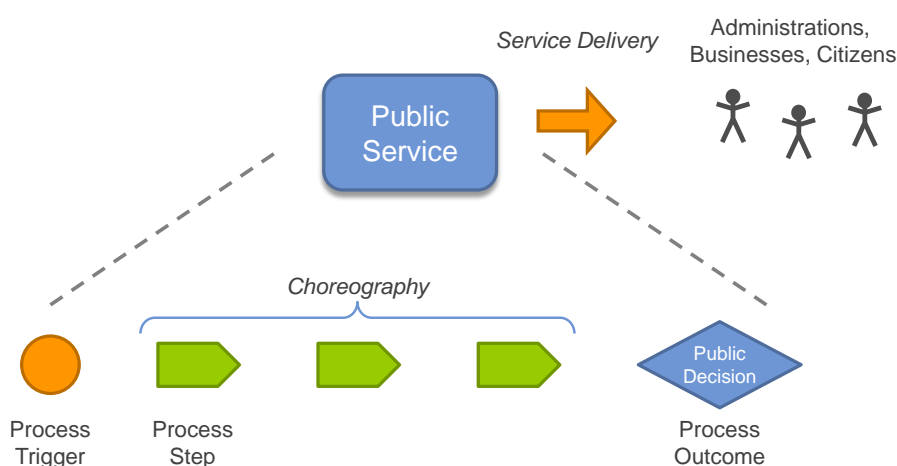 Service Delivery
Administrations,
Businesses, Citizens
Public
Service
Choreography
Public
Decision
Process
Trigger
Process
Step
Process
Outcome